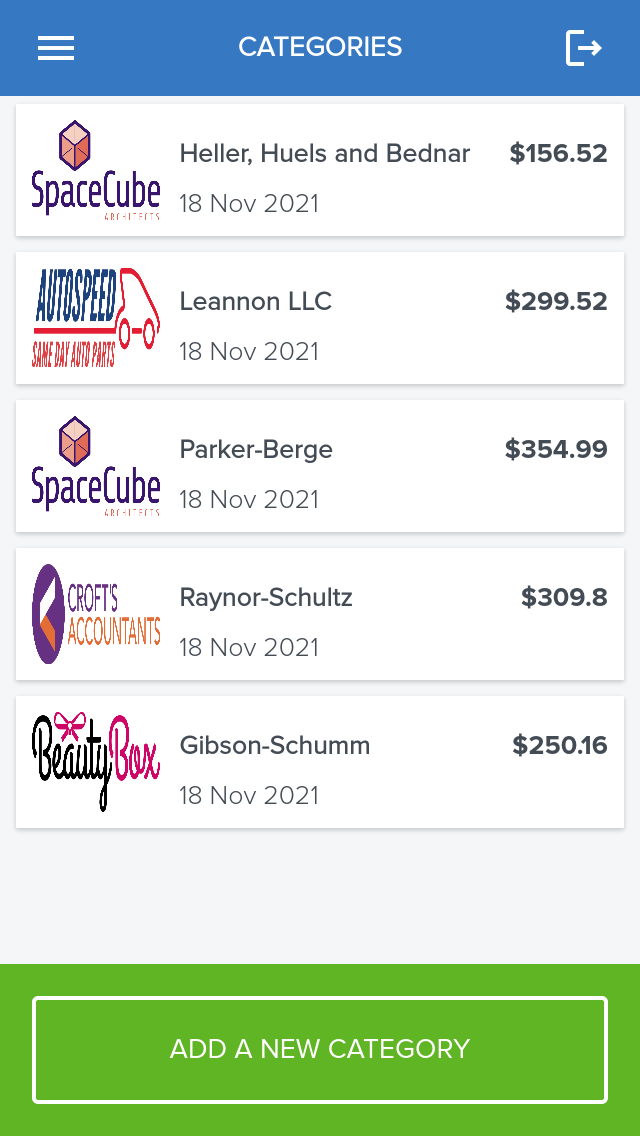 CATEGORIES
SpaceCube
ARCHITECTS
Heller, Huels and Bednar
$156.52
18 Nov 2021
AUTOSPEED
SAME DAY AUTO PARTS
Leannon LLC
$299.52
18 Nov 2021
SpaceCube
ARCHITECTS
Parker-Berge
$354.99
18 Nov 2021
CROFT'S
ACCOUNTANTS
Raynor-Schultz
$309.8
18 Nov 2021
BeautyBox
Gibson-Schumm
$250.16
18 Nov 2021
ADD A NEW CATEGORY